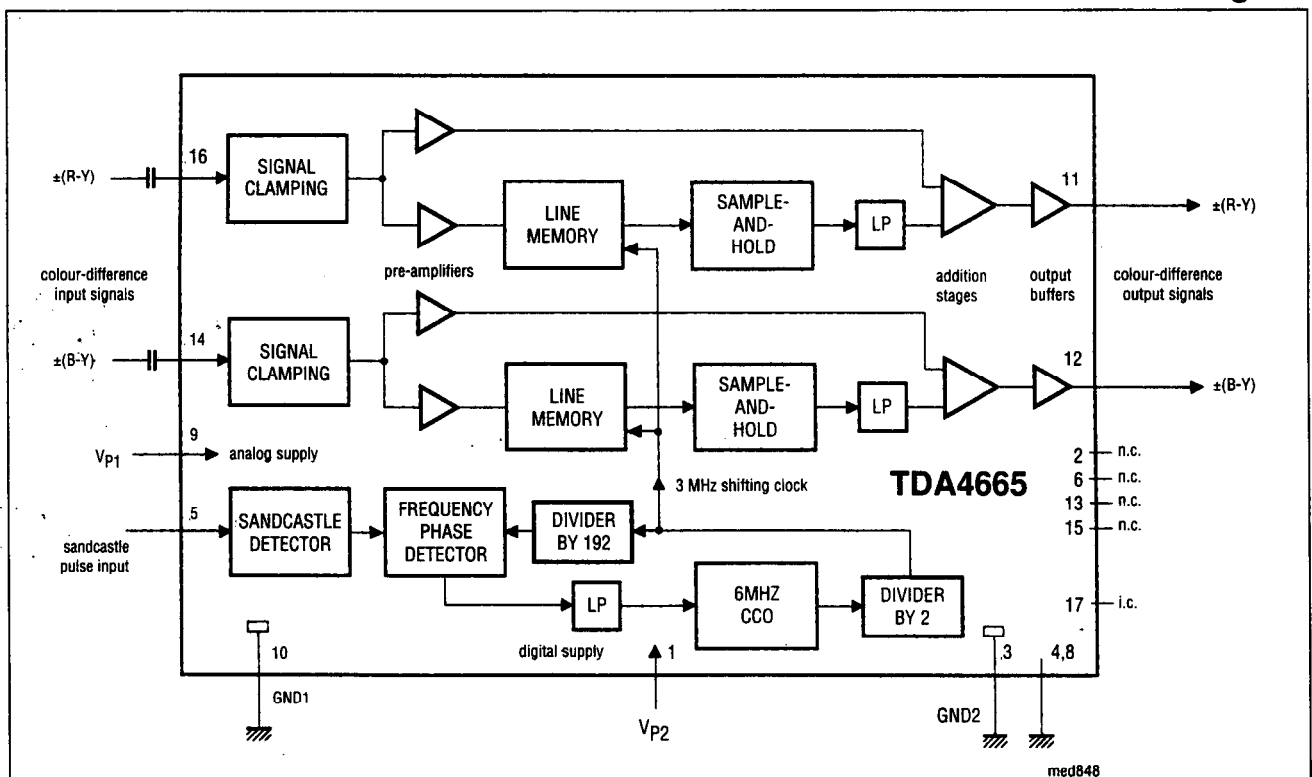 16
±(R-Y)
SIGNAL
CLAMPING
LINE
MEMORY
SAMPLE-
AND-
HOLD
LP
11
±(R-Y)
colour-difference
input signals
pre-amplifiers
addition
stages
output
buffers
colour-difference
output signals
14
±(B-Y)
SIGNAL
CLAMPING
LINE
MEMORY
SAMPLE-
AND-
HOLD
LP
12
±(B-Y)
9
VP1
analog supply
3 MHz shifting clock
TDA4665
2 n.c.
6 n.c.
13 n.c.
15 n.c.
17 i.c.
5
sandcastle
pulse input
SANDCASTLE
DETECTOR
FREQUENCY
PHASE
DETECTOR
DIVIDER
BY 192
LP
6MHZ
CCO
DIVIDER
BY 2
digital supply
1
VP2
10
GND1
3
GND2
4,8
med848